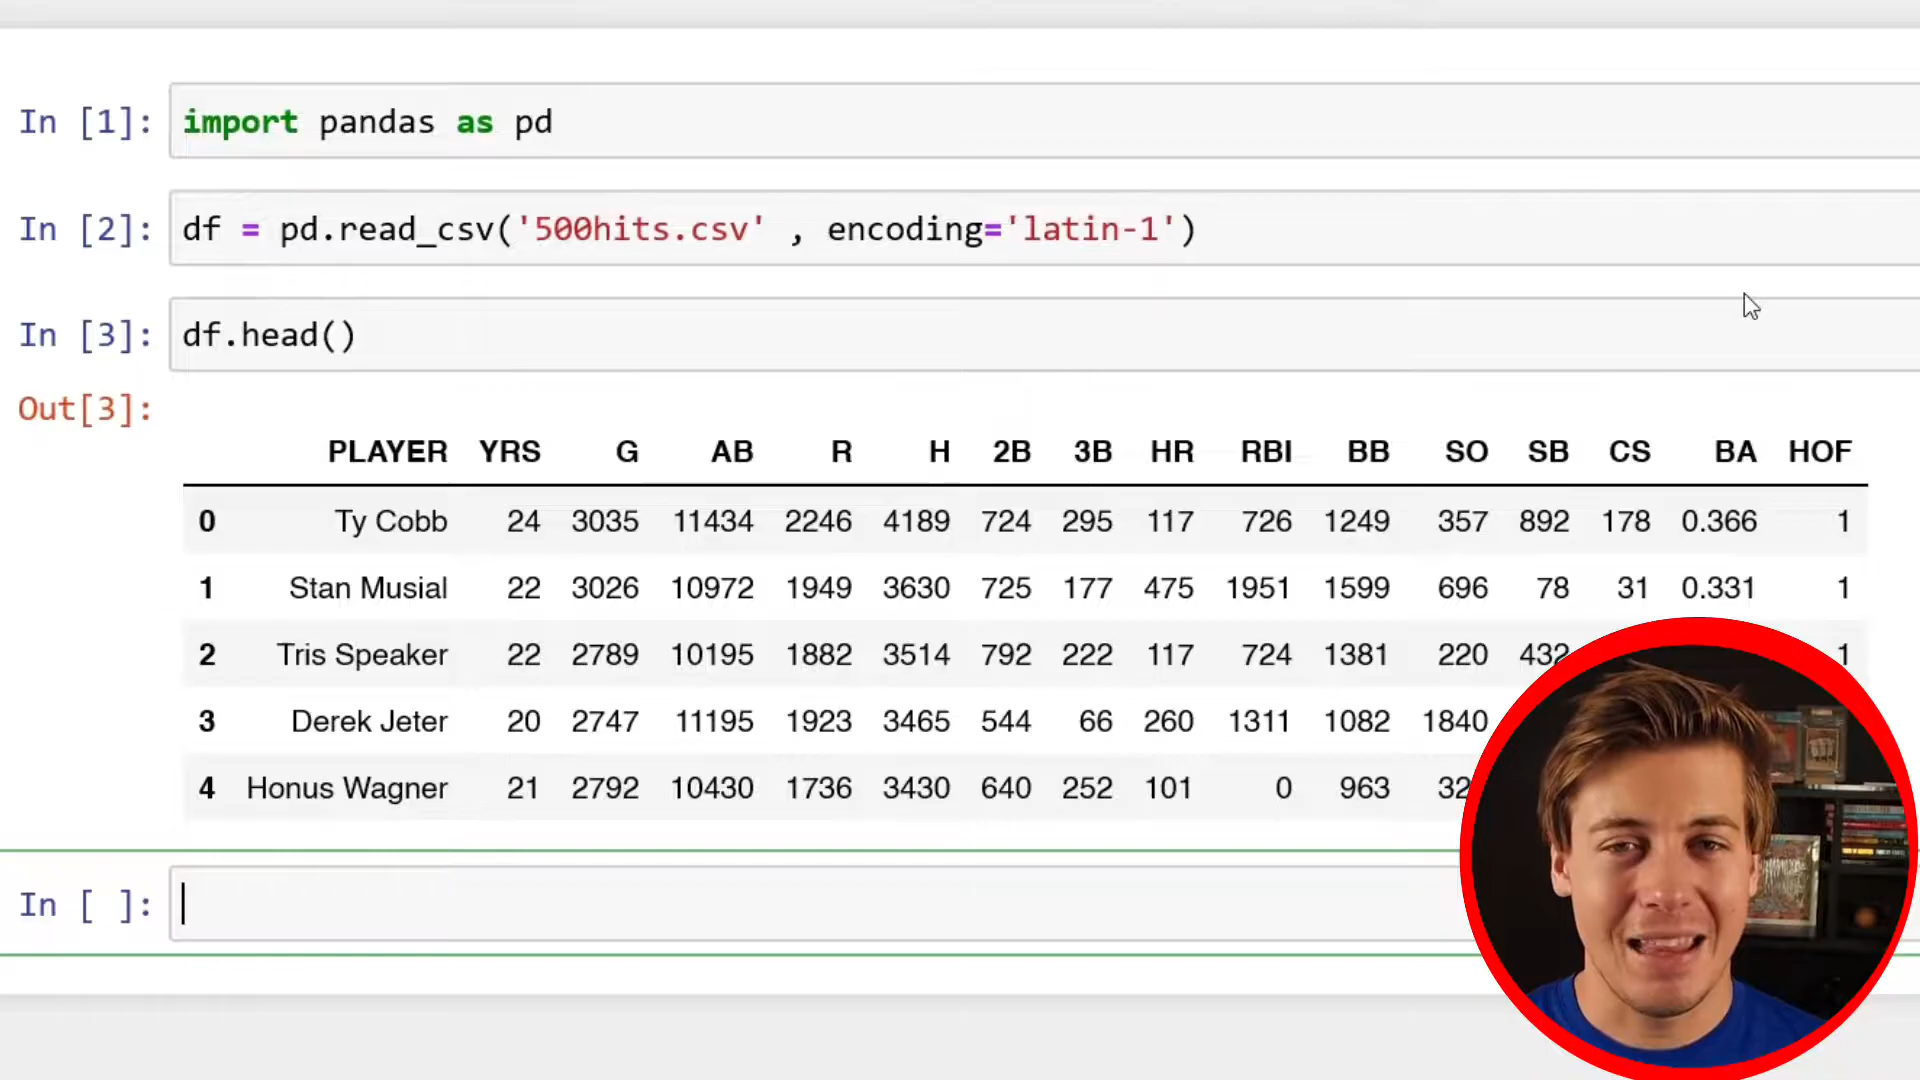 In [1]: import pandas as pd
In [2]: df = pd.read_csv('500hits.csv' , encoding='latin-1')
In [3]: df.head()
Out[3]:
PLAYER YRS G AB R H 2B 3B HR RBI BB SO SB CS BA HOF
0 Ty Cobb 24 3035 11434 2246 4189 724 295 117 726 1249 357 892 178 0.366 1
1 Stan Musial 22 3026 10972 1949 3630 725 177 475 1951 1599 696 78 31 0.331 1
2 Tris Speaker 22 2789 10195 1882 3514 792 222 117 724 1381 220 432 1
3 Derek Jeter 20 2747 11195 1923 3465 544 66 260 1311 1082 1840
4 Honus Wagner 21 2792 10430 1736 3430 640 252 101 0 963
In [ ]: